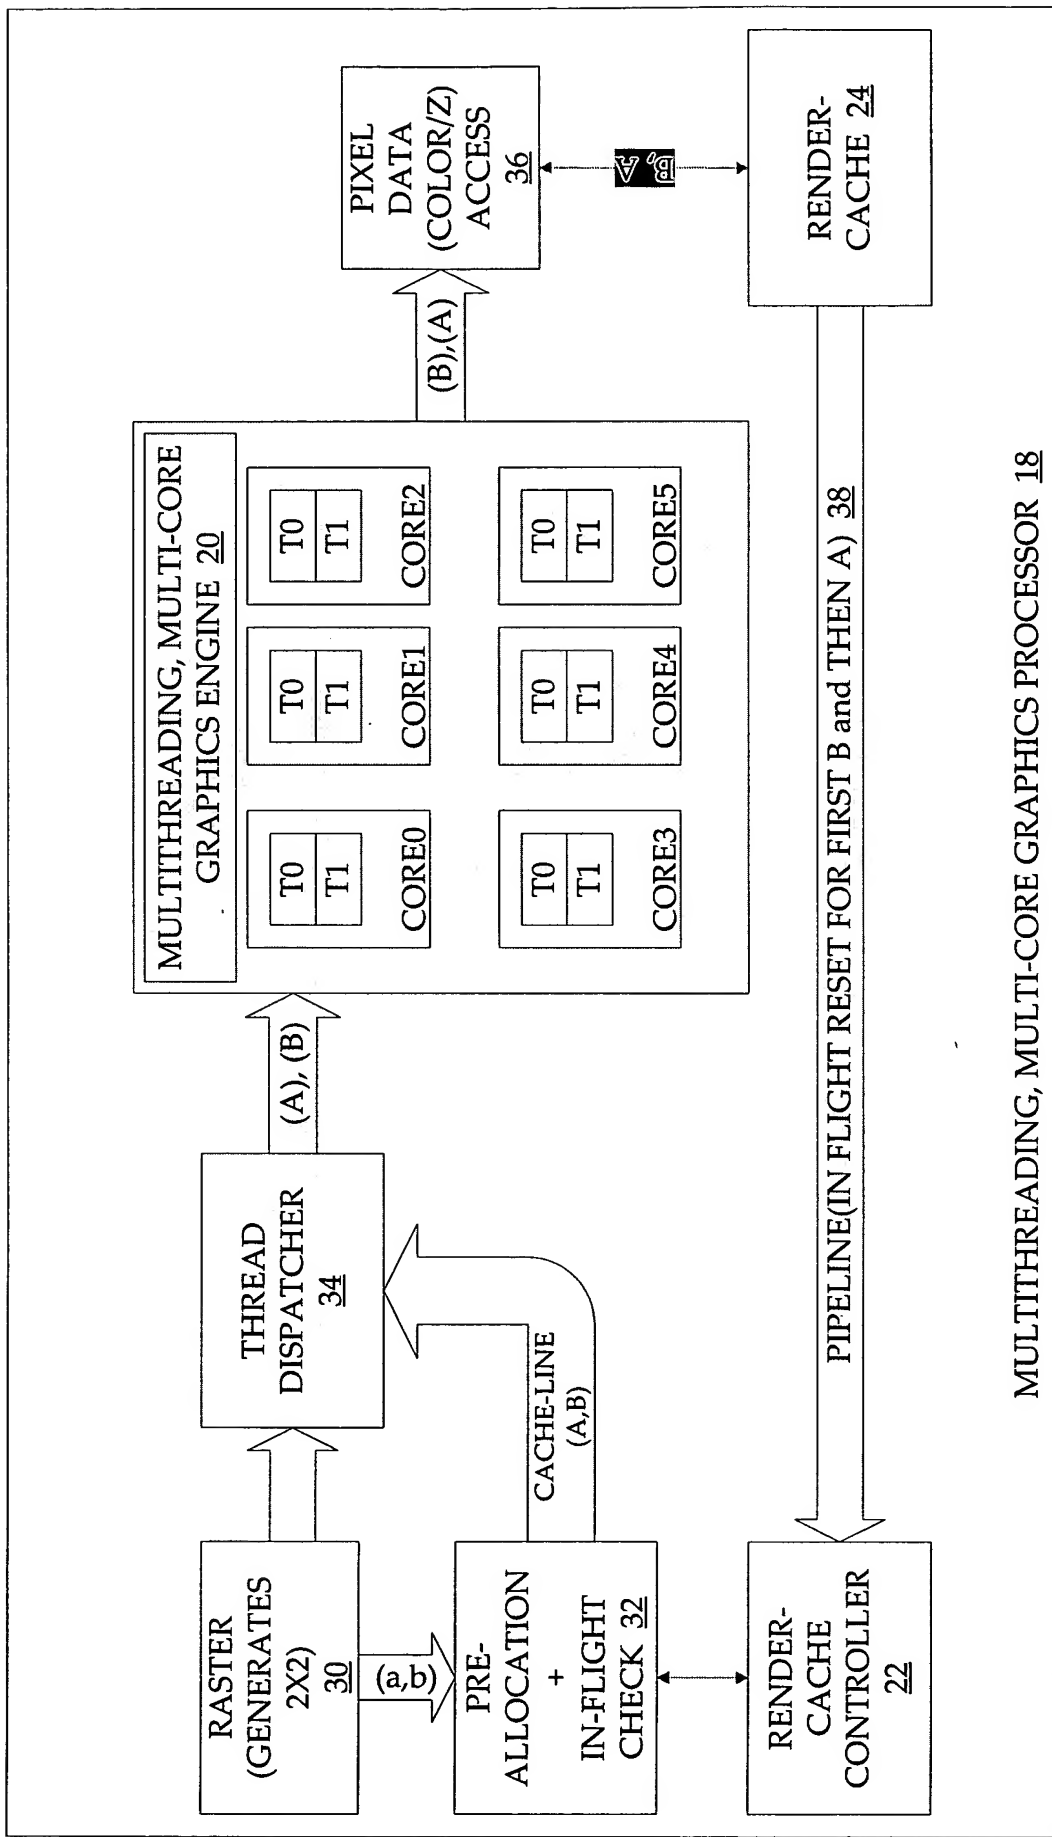 RASTER
(GENERATES
2X2)
30
(a,b)
PRE-
ALLOCATION
+
IN-FLIGHT
CHECK 32
RENDER-
CACHE
CONTROLLER
22
THREAD
DISPATCHER
34
CACHE-LINE
(A,B)
(A), (B)
MULTITHREADING, MULTI-CORE
GRAPHICS ENGINE 20
T0
T1
CORE0
T0
T1
CORE1
T0
T1
CORE2
T0
T1
CORE3
T0
T1
CORE4
T0
T1
CORE5
(B),(A)
PIXEL
DATA
(COLOR/Z)
ACCESS
36
B,
A
RENDER-
CACHE 24
PIPELINE(IN FLIGHT RESET FOR FIRST B and THEN A) 38
MULTITHREADING, MULTI-CORE GRAPHICS PROCESSOR 18